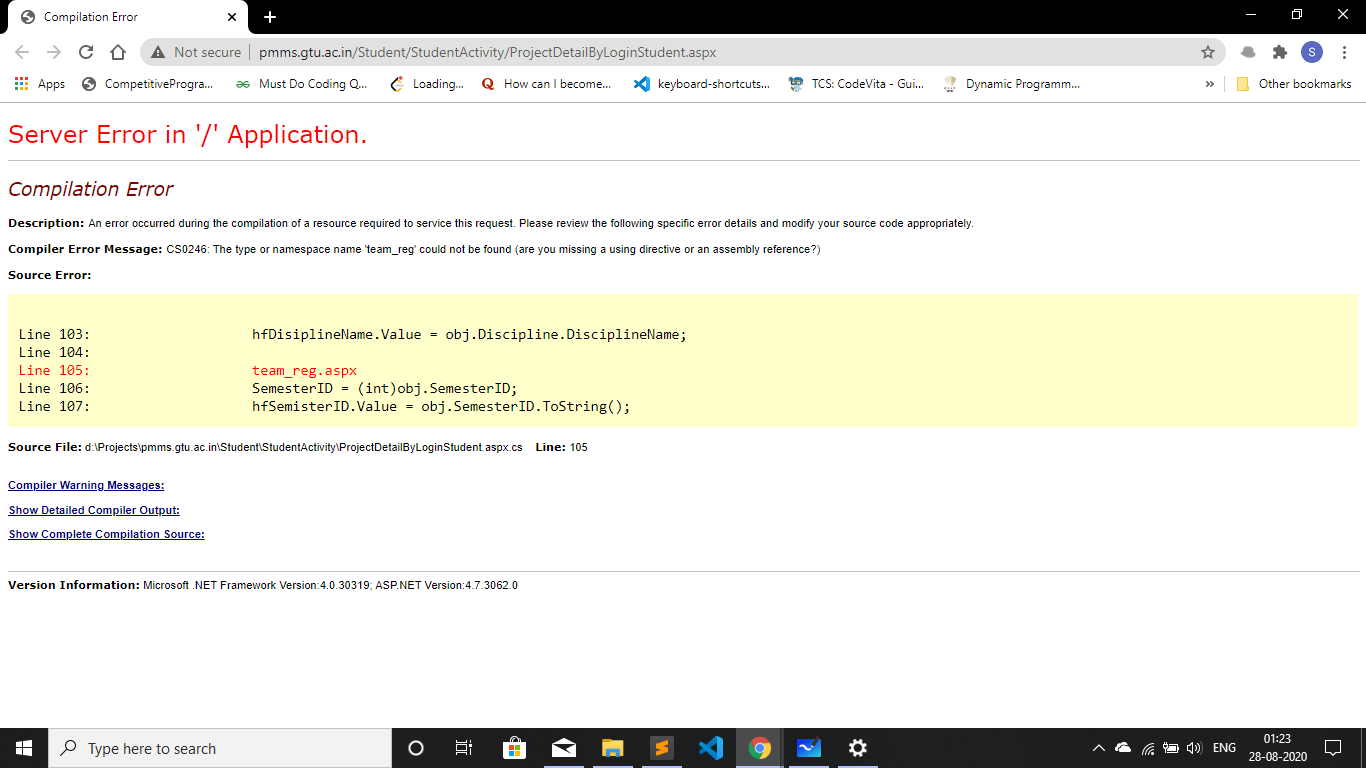 Compilation Error
Not secure
pmms.gtu.ac.in/Student/StudentActivity/ProjectDetailByLoginStudent.aspx
S
Apps
CompetitivePrograa...
Must Do Coding Q...
Loading...
How can I become...
keyboard-shortcuts...
TCS: CodeVita - Gui...
Dynamic Programm...
»
Other bookmarks
Server Error in '/' Application.
Compilation Error
Description: An error occurred during the compilation of a resource required to service this request. Please review the following specific error details and modify your source code appropriately.
Compiler Error Message: CS0246: The type or namespace name 'team_reg' could not be found (are you missing a using directive or an assembly reference?)
Source Error:
Line 103: hfDisiplineName.Value = obj.Discipline.DisciplineName;
Line 104:
Line 105: team_reg.aspx
Line 106: SemesterID = (int)obj.SemesterID;
Line 107: hfSemisterID.Value = obj.SemesterID.ToString();
Source File: d:\Projects\pmms.gtu.ac.in\Student\StudentActivity\ProjectDetailByLoginStudent.aspx.cs Line: 105
Compiler Warning Messages:
Show Detailed Compiler Output:
Show Complete Compilation Source:
Version Information: Microsoft .NET Framework Version:4.0.30319; ASP.NET Version:4.7.3062.0
Type here to search
ENG
01:23
28-08-2020